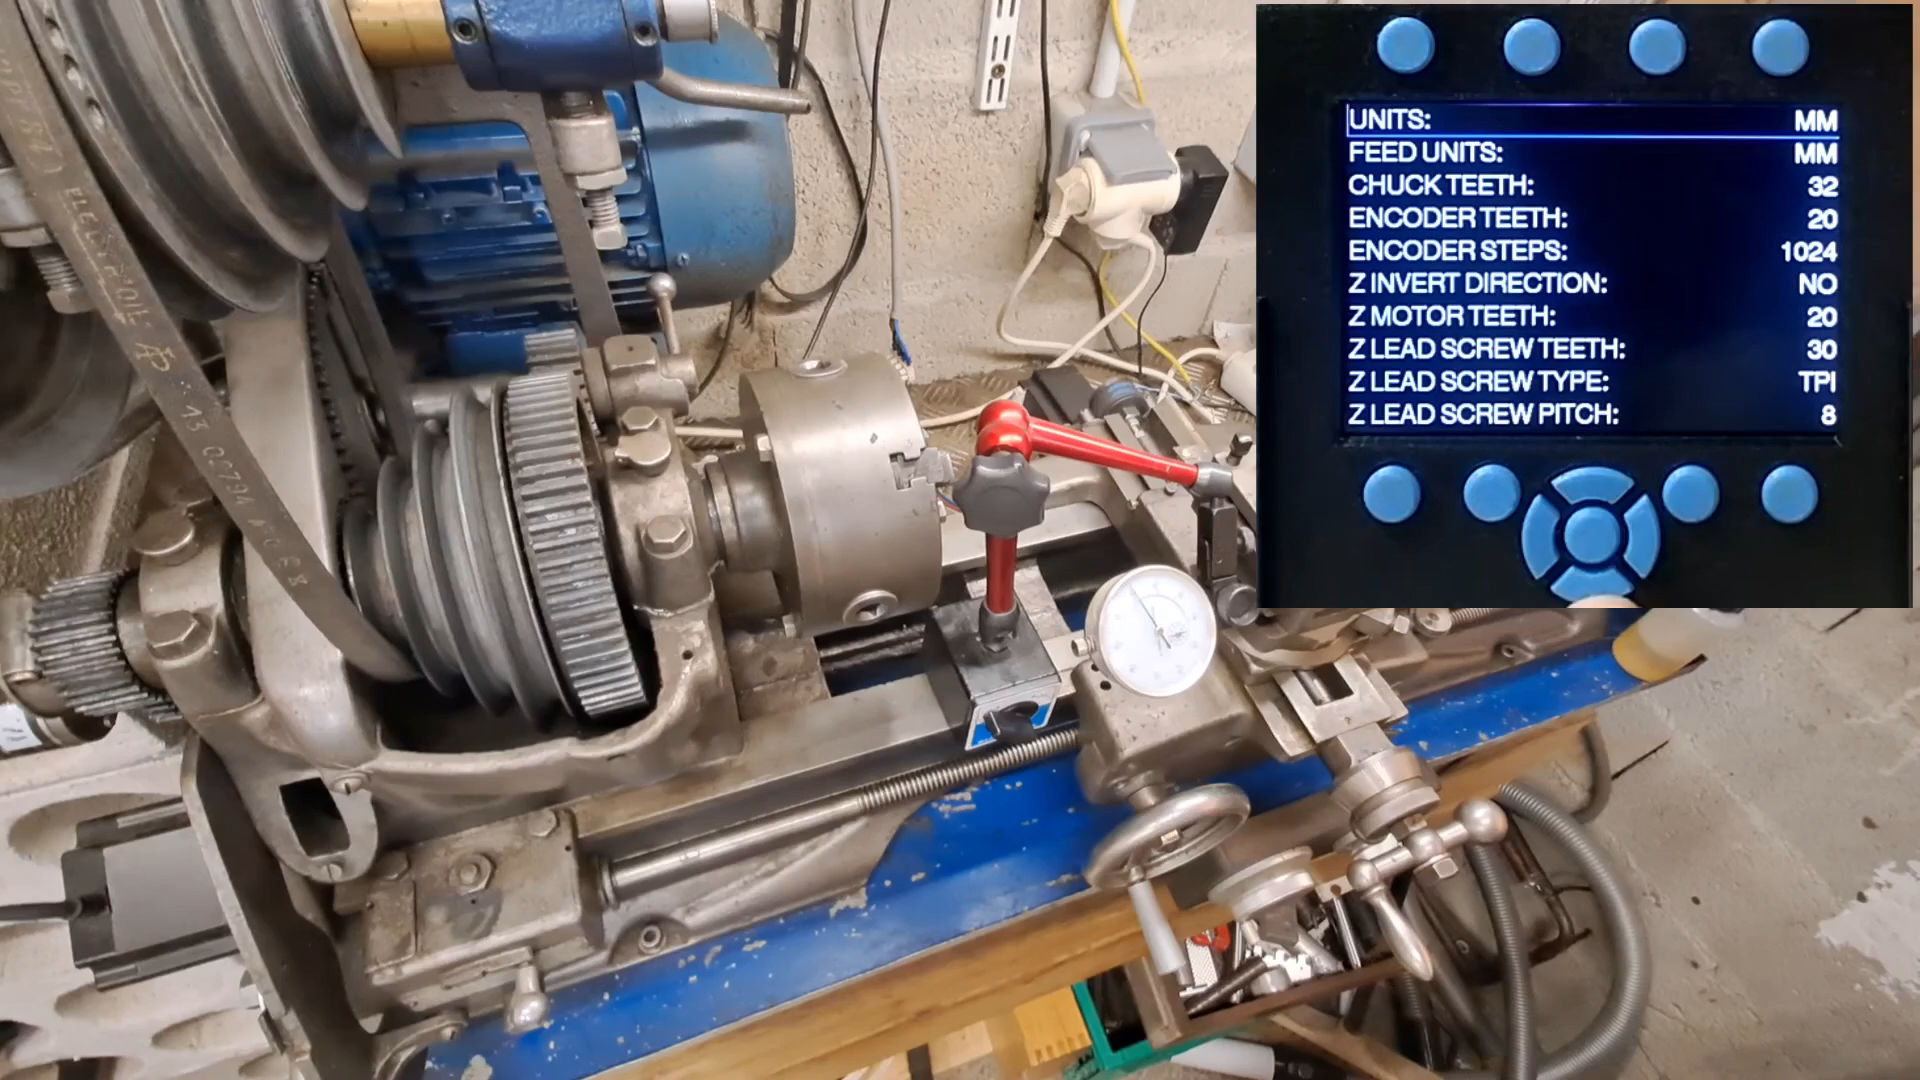 UNITS: MM
FEED UNITS: MM
CHUCK TEETH: 32
ENCODER TEETH: 20
ENCODER STEPS: 1024
Z INVERT DIRECTION: NO
Z MOTOR TEETH: 20
Z LEAD SCREW TEETH: 30
Z LEAD SCREW TYPE: TPI
Z LEAD SCREW PITCH: 8